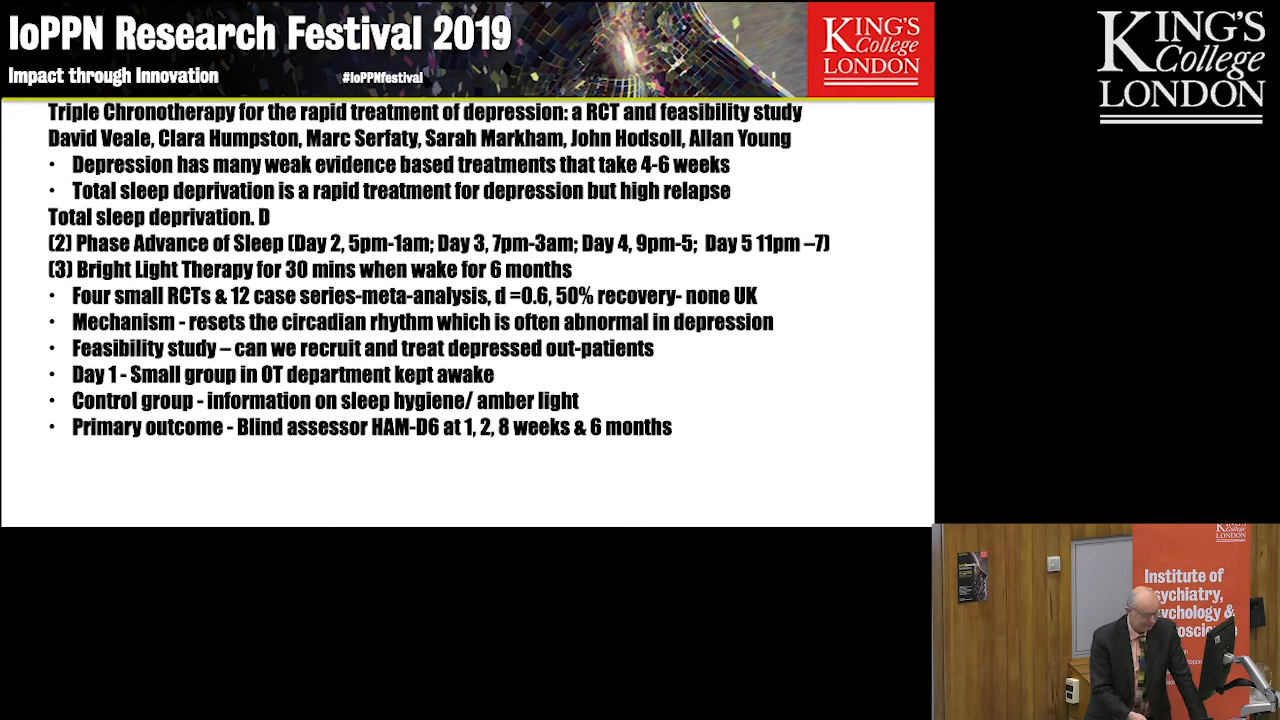 IoPPN Research Festival 2019
Impact through Innovation
#IoPPNfestival
KING'S
College
LONDON
KING'S
College
LONDON
Triple Chronotherapy for the rapid treatment of depression: a RCT and feasibility study
David Veale, Clara Humpston, Marc Serfaty, Sarah Markham, John Hodsoll, Allan Young
• Depression has many weak evidence based treatments that take 4-6 weeks
• Total sleep deprivation is a rapid treatment for depression but high relapse
Total sleep deprivation. D
(2) Phase Advance of Sleep (Day 2, 5pm-1am; Day 3, 7pm-3am; Day 4, 9pm-5; Day 5 11pm –7)
(3) Bright Light Therapy for 30 mins when wake for 6 months
• Four small RCTs & 12 case series-meta-analysis, d =0.6, 50% recovery- none UK
• Mechanism - resets the circadian rhythm which is often abnormal in depression
• Feasibility study – can we recruit and treat depressed out-patients
• Day 1 - Small group in OT department kept awake
• Control group - information on sleep hygiene/ amber light
• Primary outcome - Blind assessor HAM-D6 at 1, 2, 8 weeks & 6 months
KING'S
College
LONDON
Institute of